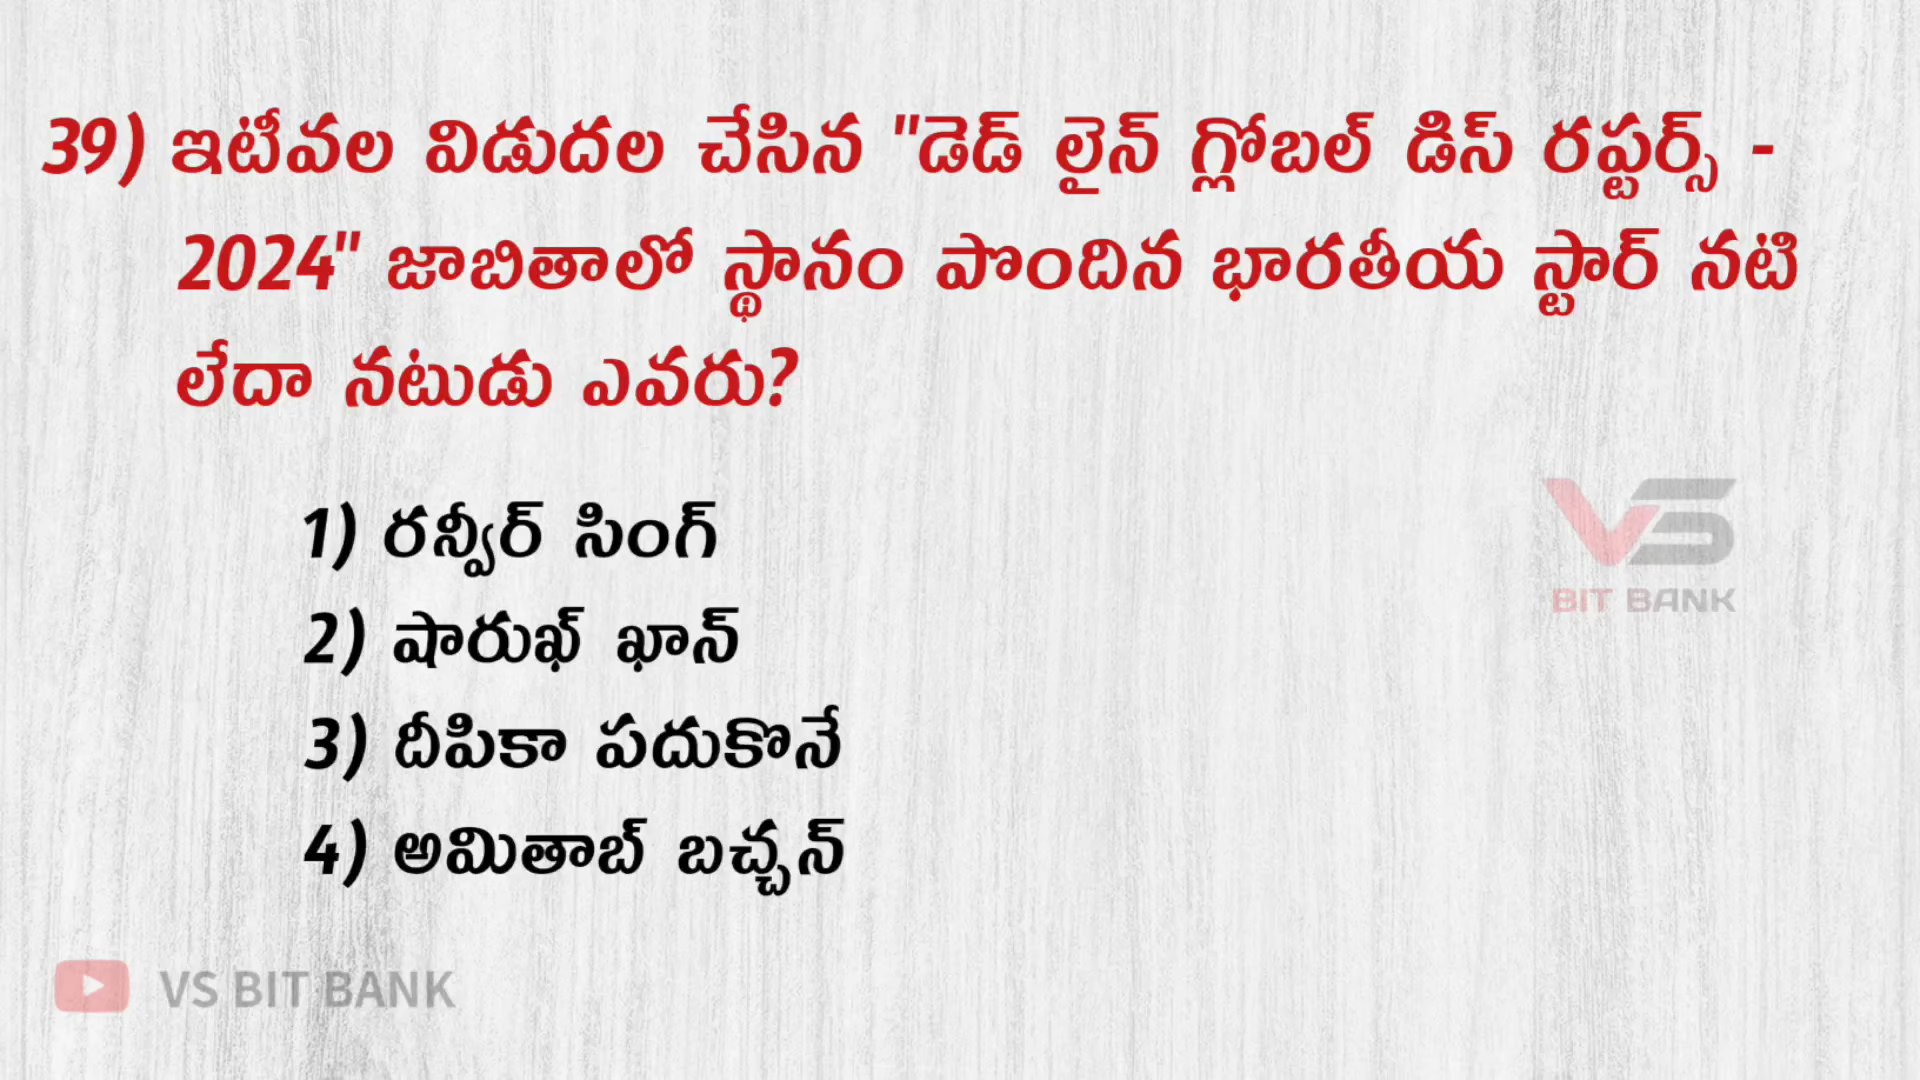 39) ఇటీవల విడుదల చేసిన "డెడ్ లైన్ గ్లోబల్ డిస్ రప్టర్స్ -
2024" జాబితాలో స్థానం పొందిన భారతీయ స్టార్ నటి
లేదా నటుడు ఎవరు?
1) రన్వీర్ సింగ్
2) షారుఖ్ ఖాన్
3) దీపికా పదుకొనే
4) అమితాబ్ బచ్చన్
VS
BIT BANK
VS BIT BANK